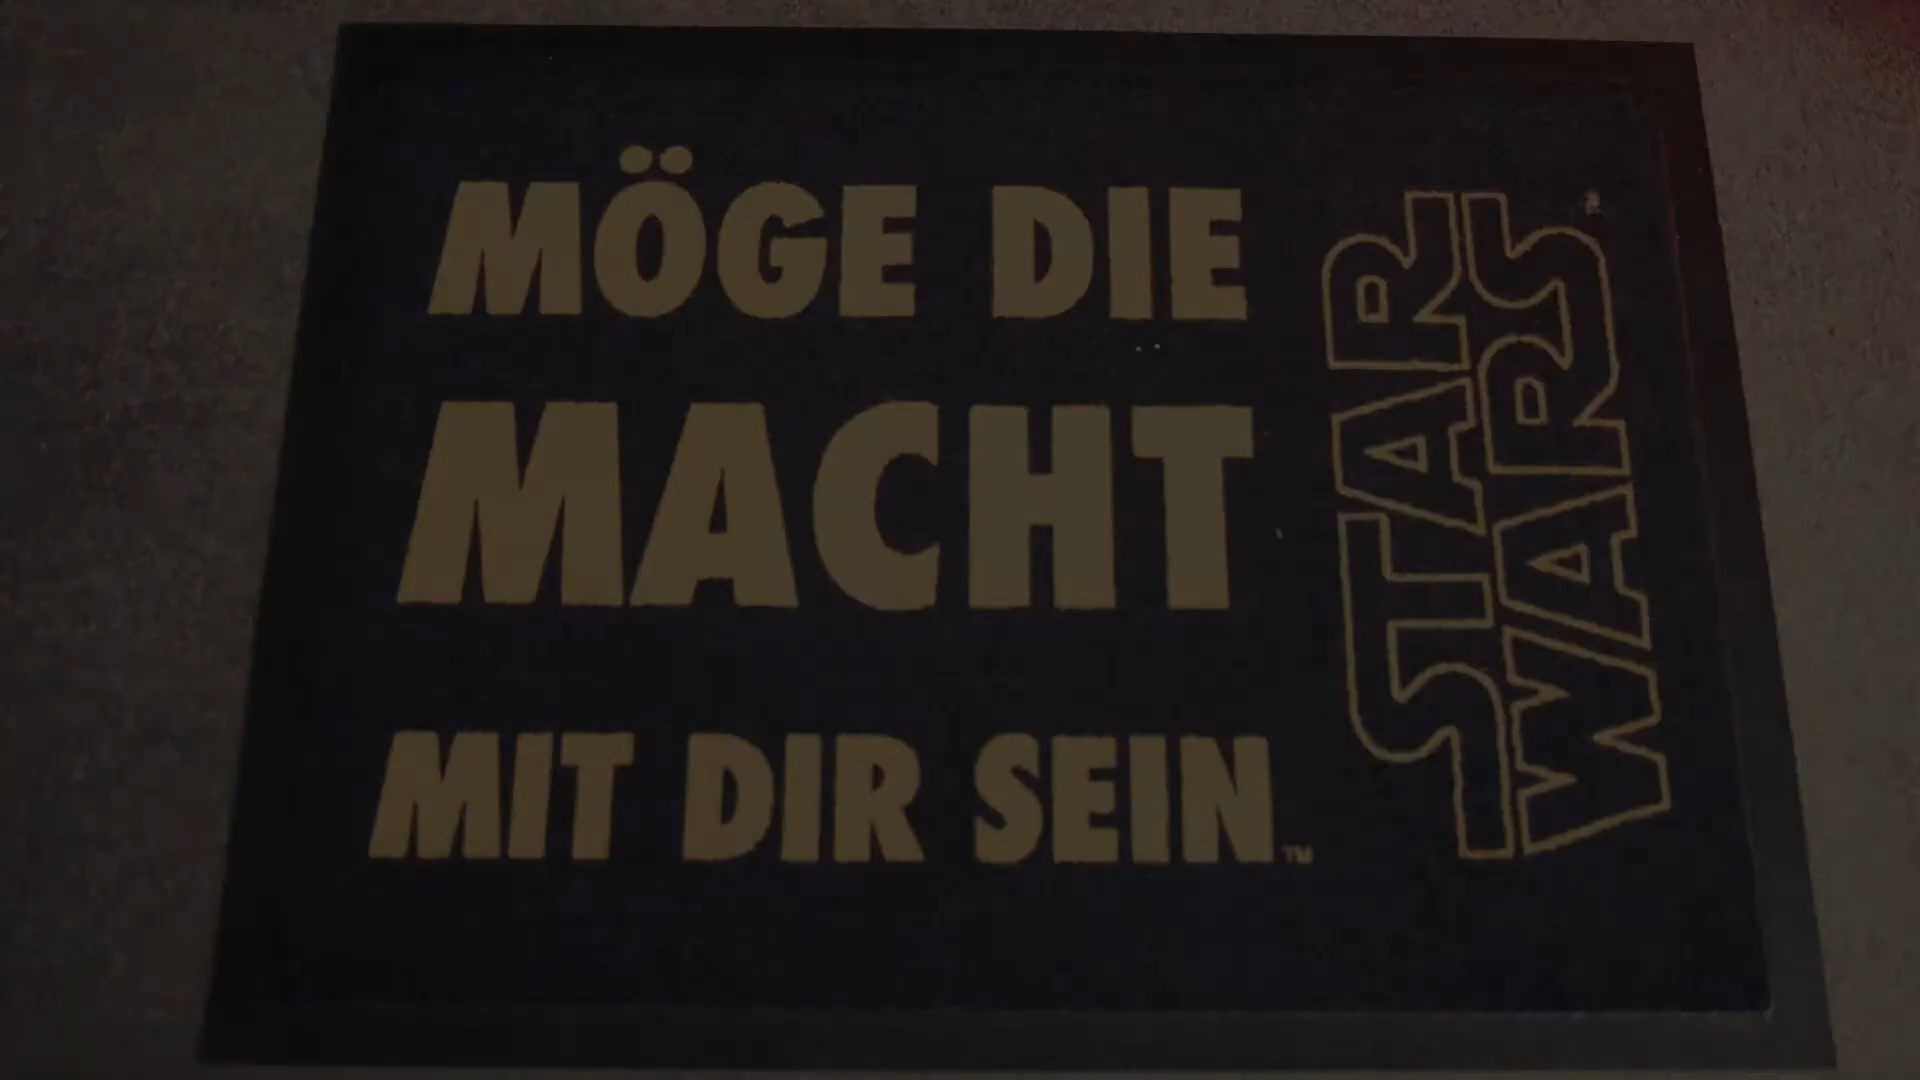 MÖGE DIE
MACHT
MIT DIR SEIN™
STAR
WARS